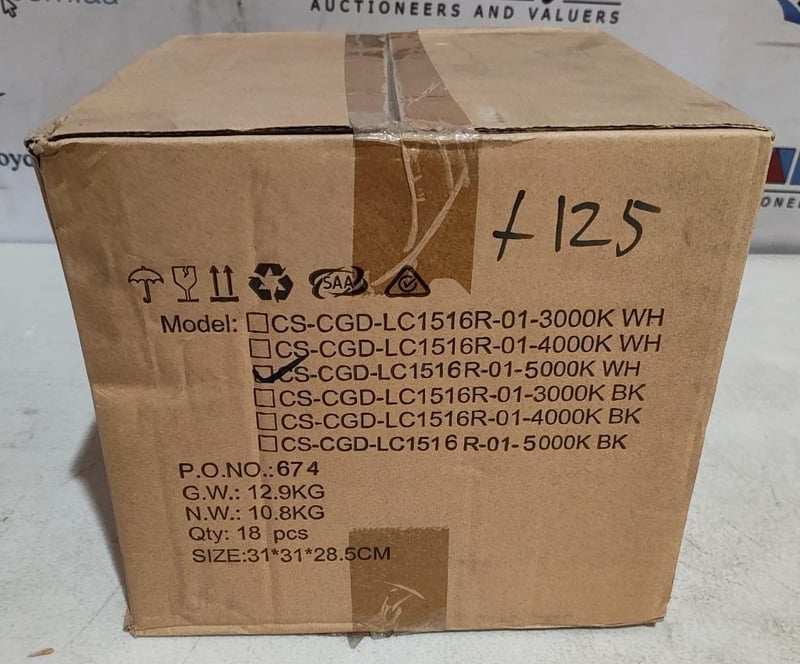 AUCTIONEERS AND VALUERS
+125
SAA
Model: CS-CGD-LC1516R-01-3000K WH
CS-CGD-LC1516R-01-4000K WH
CS-CGD-LC1516R-01-5000K WH
CS-CGD-LC1516R-01-3000K BK
CS-CGD-LC1516R-01-4000K BK
CS-CGD-LC1516R-01-5000K BK
P.O.NO.:674
G.W.: 12.9KG
N.W.: 10.8KG
Qty: 18 pcs
SIZE:31*31*28.5CM